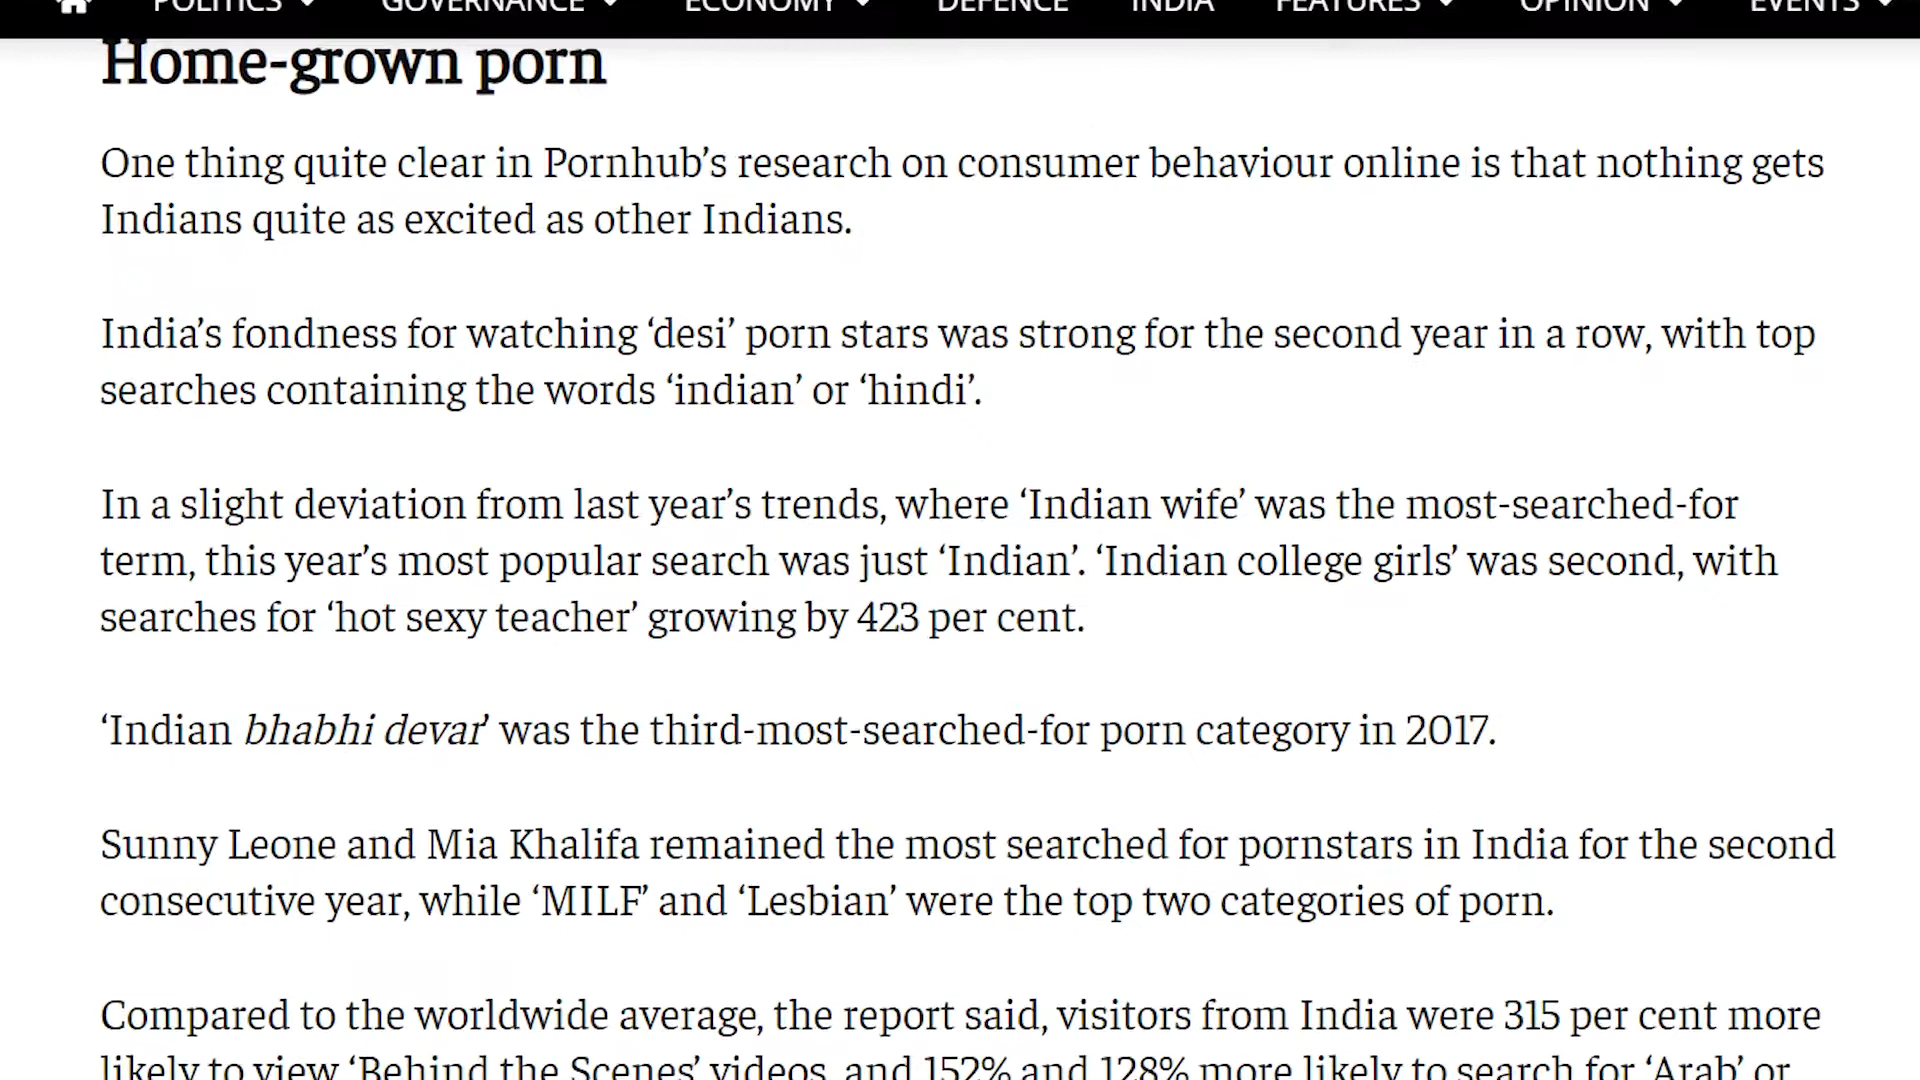 POLITICS GOVERNANCE ECONOMY DEFENCE INDIA FEATURES OPINION EVENTS
Home-grown porn
One thing quite clear in Pornhub’s research on consumer behaviour online is that nothing gets
Indians quite as excited as other Indians.
India’s fondness for watching ‘desi’ porn stars was strong for the second year in a row, with top
searches containing the words ‘indian’ or ‘hindi’.
In a slight deviation from last year’s trends, where ‘Indian wife’ was the most-searched-for
term, this year’s most popular search was just ‘Indian’. ‘Indian college girls’ was second, with
searches for ‘hot sexy teacher’ growing by 423 per cent.
‘Indian bhabhi devar’ was the third-most-searched-for porn category in 2017.
Sunny Leone and Mia Khalifa remained the most searched for pornstars in India for the second
consecutive year, while ‘MILF’ and ‘Lesbian’ were the top two categories of porn.
Compared to the worldwide average, the report said, visitors from India were 315 per cent more
likely to view ‘Behind the Scenes’ videos, and 152% and 128% more likely to search for ‘Arab’ or